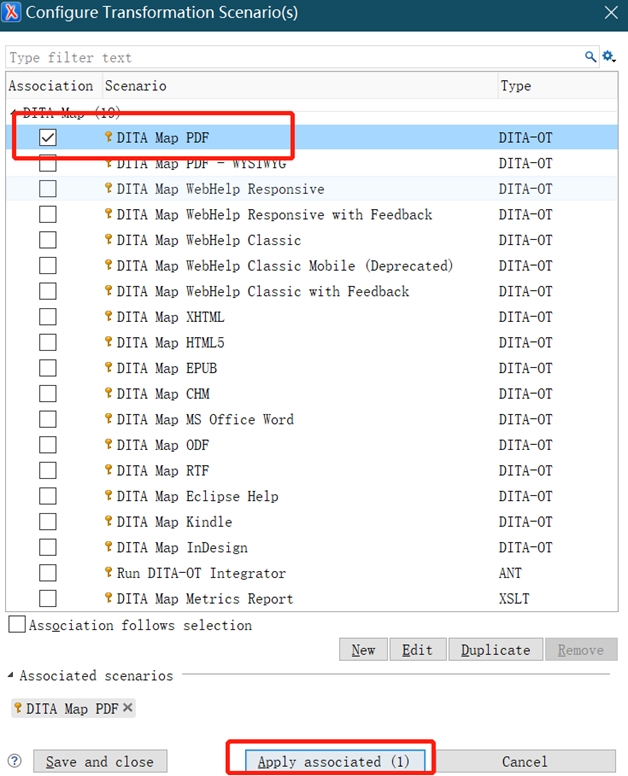 Configure Transformation Scenario(s)
Type filter text
Association Scenario Type
DITA Map (19)
DITA Map PDF DITA-OT
DITA Map PDF - WYSIWYG DITA-OT
DITA Map WebHelp Responsive DITA-OT
DITA Map WebHelp Responsive with Feedback DITA-OT
DITA Map WebHelp Classic DITA-OT
DITA Map WebHelp Classic Mobile (Deprecated) DITA-OT
DITA Map WebHelp Classic with Feedback DITA-OT
DITA Map XHTML DITA-OT
DITA Map HTML5 DITA-OT
DITA Map EPUB DITA-OT
DITA Map CHM DITA-OT
DITA Map MS Office Word DITA-OT
DITA Map ODF DITA-OT
DITA Map RTF DITA-OT
DITA Map Eclipse Help DITA-OT
DITA Map Kindle DITA-OT
DITA Map InDesign DITA-OT
Run DITA-OT Integrator ANT
DITA Map Metrics Report XSLT
Association follows selection
New Edit Duplicate Remove
Associated scenarios
DITA Map PDF
Save and close Apply associated (1) Cancel